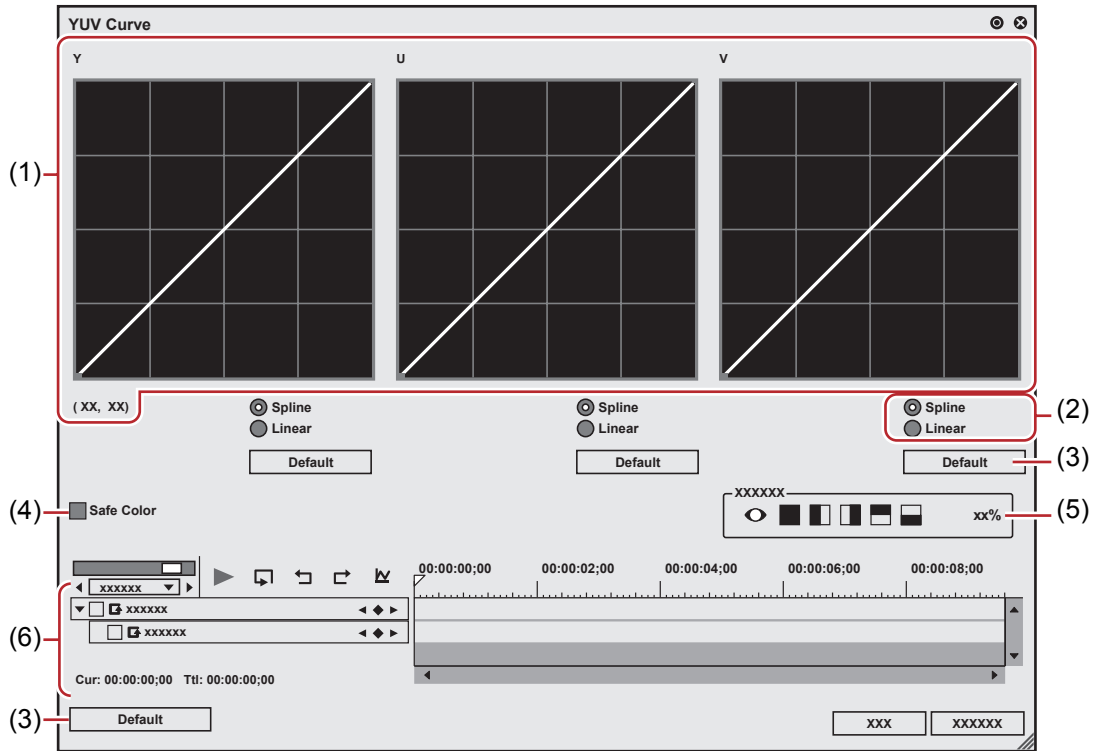 YUV Curve
Y U V
(1)
( XX, XX)
Spline Spline Spline
(2)
Linear Linear Linear
Default Default Default
(3)
(4)
Safe Color
xxxxxx
xx%
(5)
00:00:00;00 00:00:02;00 00:00:04;00 00:00:06;00 00:00:08;00
xxxxxx
xxxxxx
xxxxxx
(6)
Cur: 00:00:00;00 Ttl: 00:00:00;00
(3)
Default
xxx xxxxxx